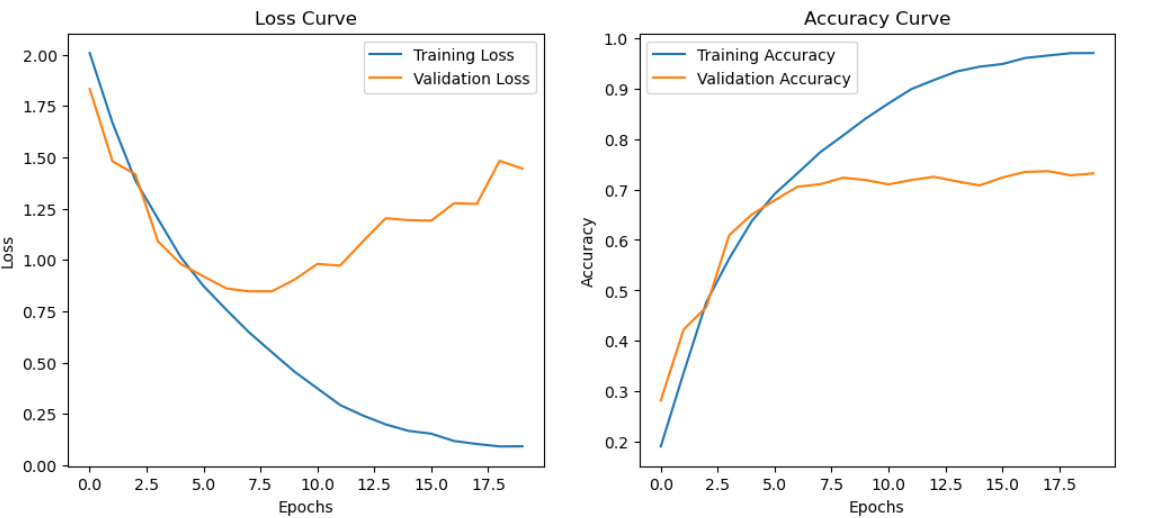 Loss Curve
Training Loss
Validation Loss
2.00
1.75
1.50
1.25
1.00
0.75
0.50
0.25
0.00
Loss
0.0 2.5 5.0 7.5 10.0 12.5 15.0 17.5
Epochs
Accuracy Curve
Training Accuracy
Validation Accuracy
1.0
0.9
0.8
0.7
0.6
0.5
0.4
0.3
0.2
Accuracy
0.0 2.5 5.0 7.5 10.0 12.5 15.0 17.5
Epochs